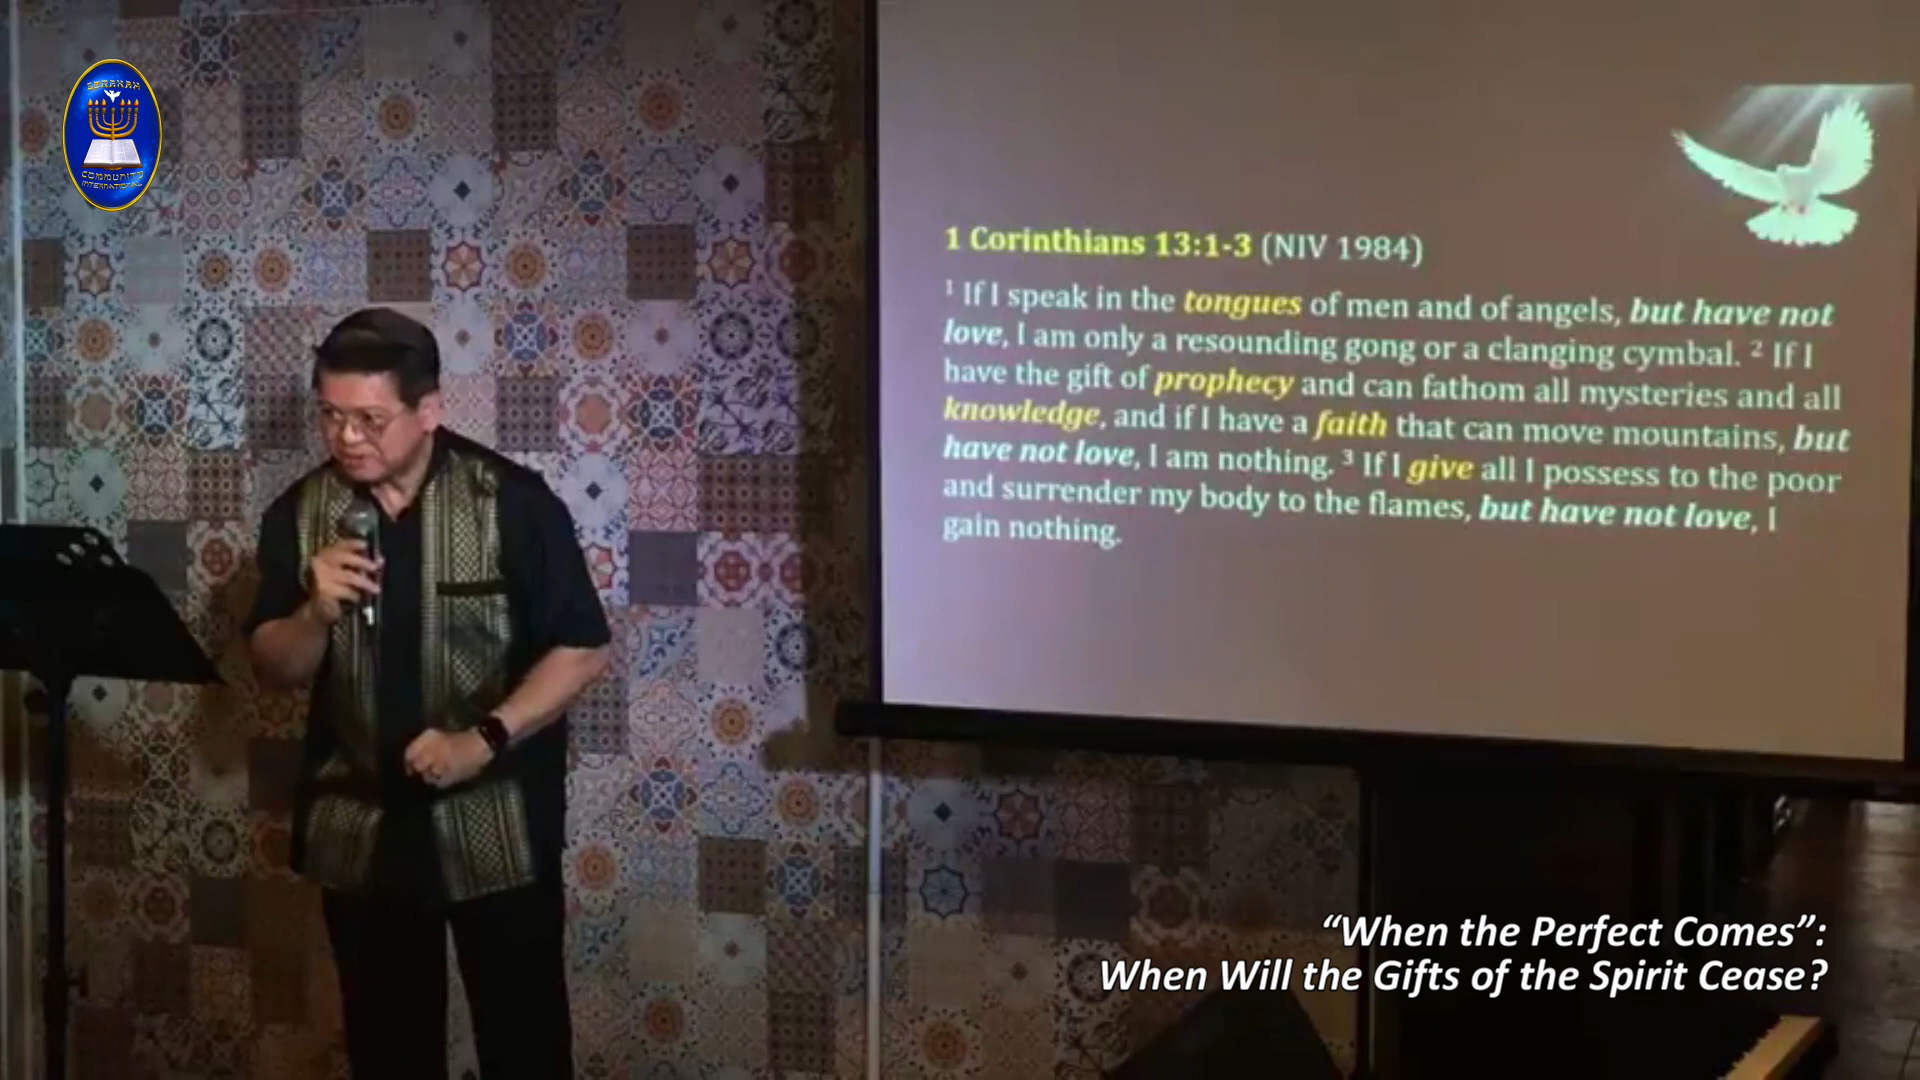 BERAKAH
COMMUNITY
INTERNATIONAL
1 Corinthians 13:1-3 (NIV 1984)
1 If I speak in the tongues of men and of angels, but have not
love, I am only a resounding gong or a clanging cymbal. 2 If I
have the gift of prophecy and can fathom all mysteries and all
knowledge, and if I have a faith that can move mountains, but
have not love, I am nothing. 3 If I give all I possess to the poor
and surrender my body to the flames, but have not love, I
gain nothing.
“When the Perfect Comes”:
When Will the Gifts of the Spirit Cease?